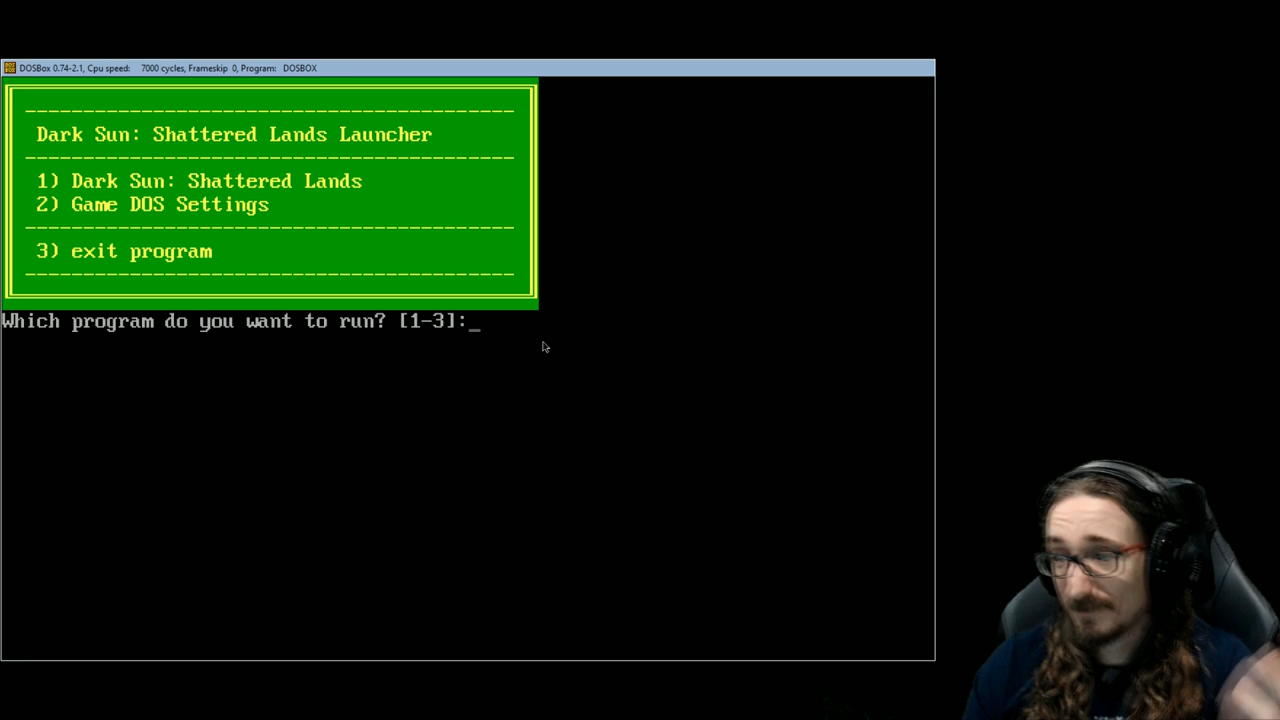 DOSBox 0.74-2.1, Cpu speed: 7000 cycles, Frameskip 0, Program: DOSBOX
Dark Sun: Shattered Lands Launcher
1) Dark Sun: Shattered Lands
2) Game DOS Settings
3) exit program
Which program do you want to run? [1-3]:_